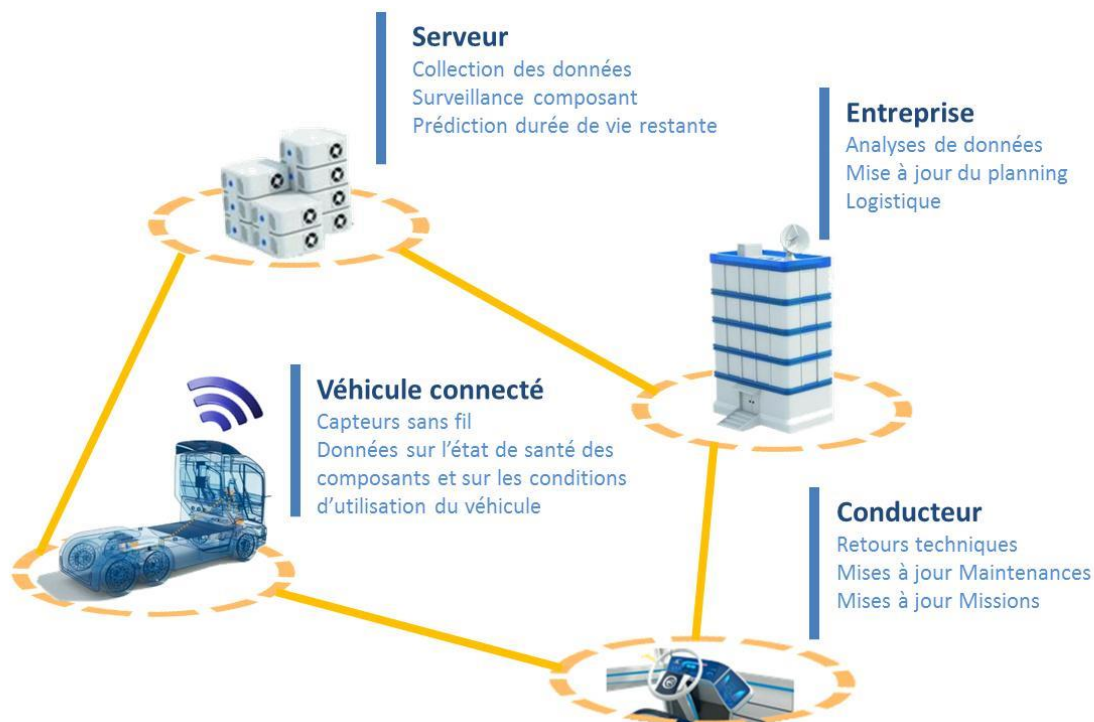 Serveur
Collection des données
Surveillance composant
Prédiction durée de vie restante
Entreprise
Analyses de données
Mise à jour du planning
Logistique
Véhicule connecté
Capteurs sans fil
Données sur l'état de santé des
composants et sur les conditions
d'utilisation du véhicule
Conducteur
Retours techniques
Mises à jour Maintenances
Mises à jour Missions